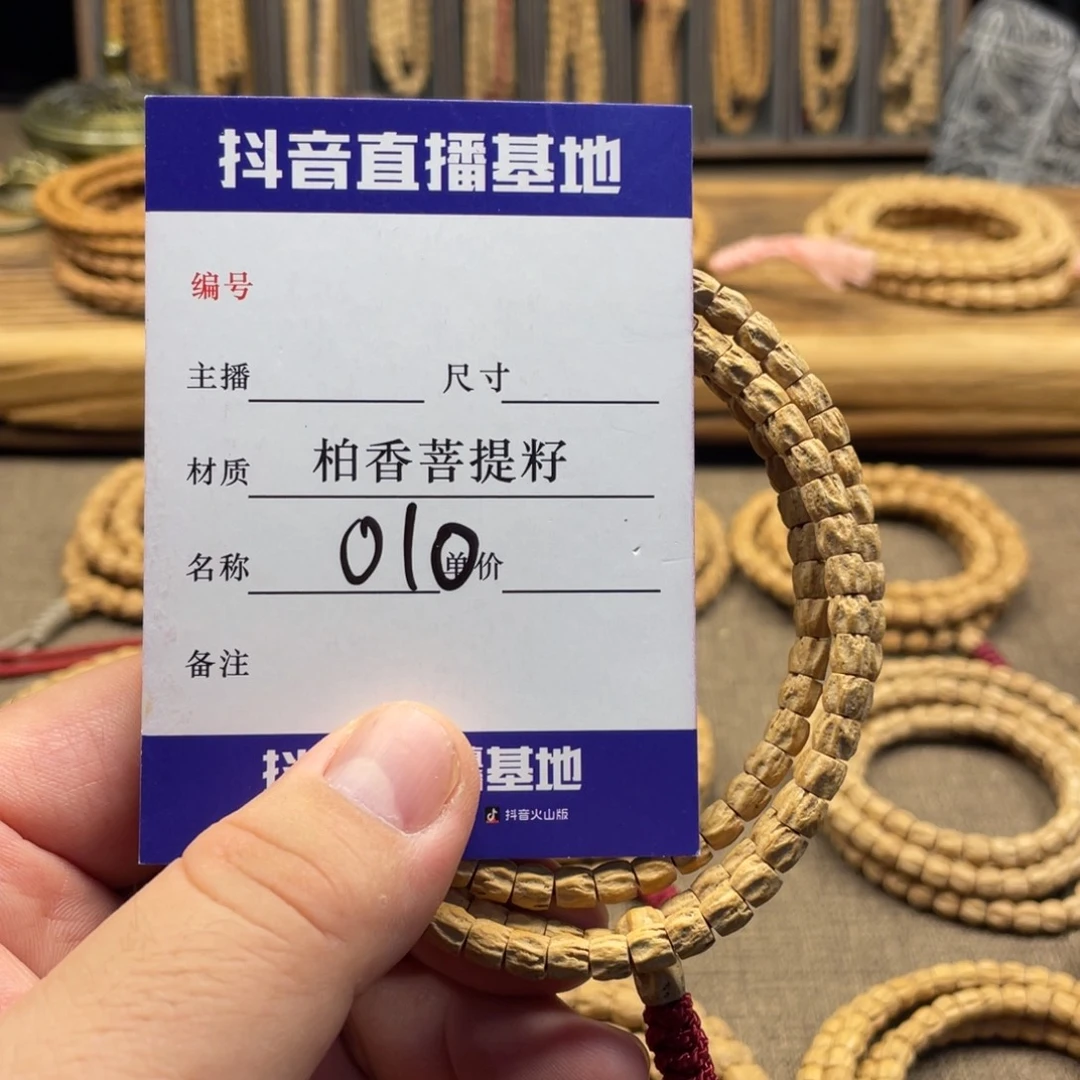 抖音直播基地
编号
主播 尺寸
材质 柏香菩提籽
名称 010 单价
备注
基地
抖音火山版